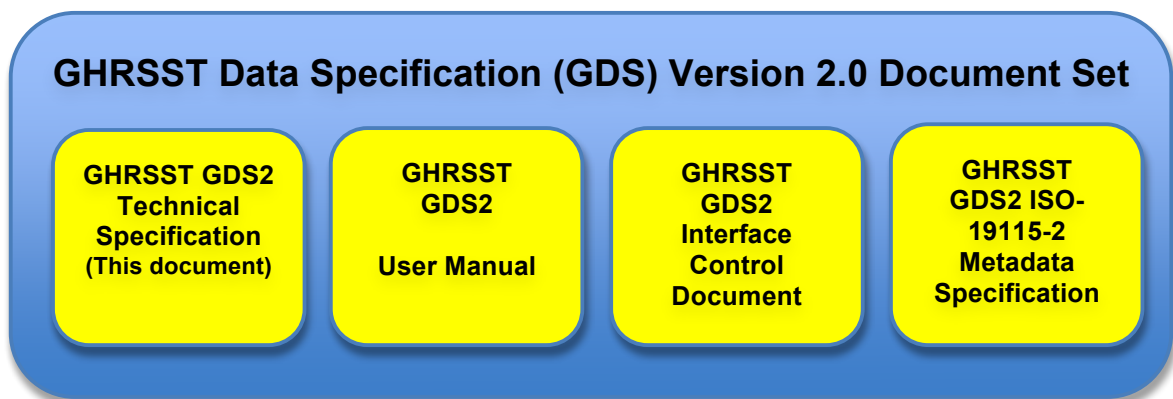 GHRSST Data Specification (GDS) Version 2.0 Document Set
GHRSST GDS2
Technical
Specification
(This document)
GHRSST
GDS2
User Manual
GHRSST
GDS2
Interface
Control
Document
GHRSST
GDS2 ISO-
19115-2
Metadata
Specification